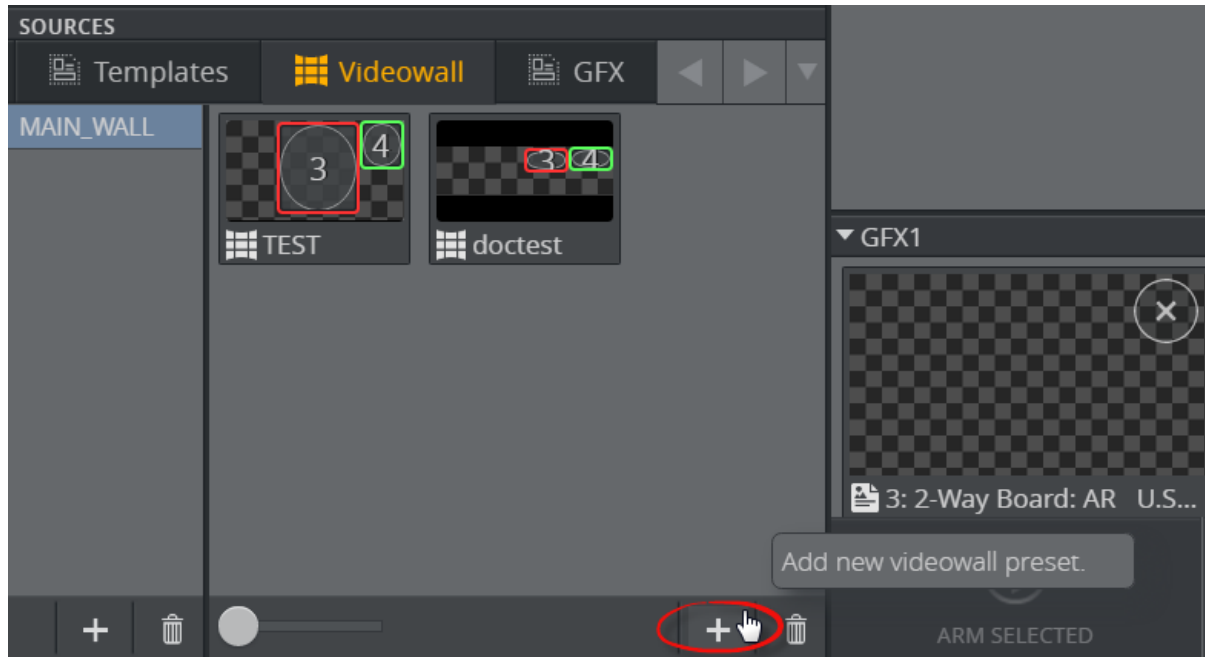 SOURCES
Templates Videowall GFX
MAIN_WALL
3 4
3 4
TEST
doctest
GFX1
3: 2-Way Board: AR U.S...
Add new videowall preset.
ARM SELECTED